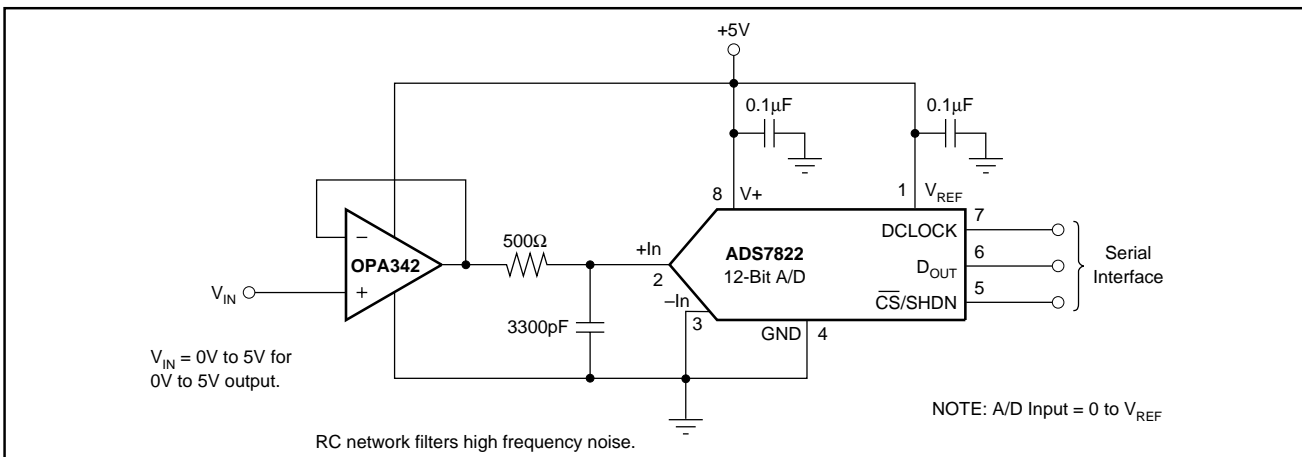 +5V
0.1µF
0.1µF
8
V+
1
V_REF
−
OPA342
+
V_IN
500Ω
+In
2
−In
3
3300pF
ADS7822
12-Bit A/D
DCLOCK
7
D_OUT
6
C̅S̅/SHDN
5
GND
4
Serial
Interface
V_IN = 0V to 5V for
0V to 5V output.
NOTE: A/D Input = 0 to V_REF
RC network filters high frequency noise.